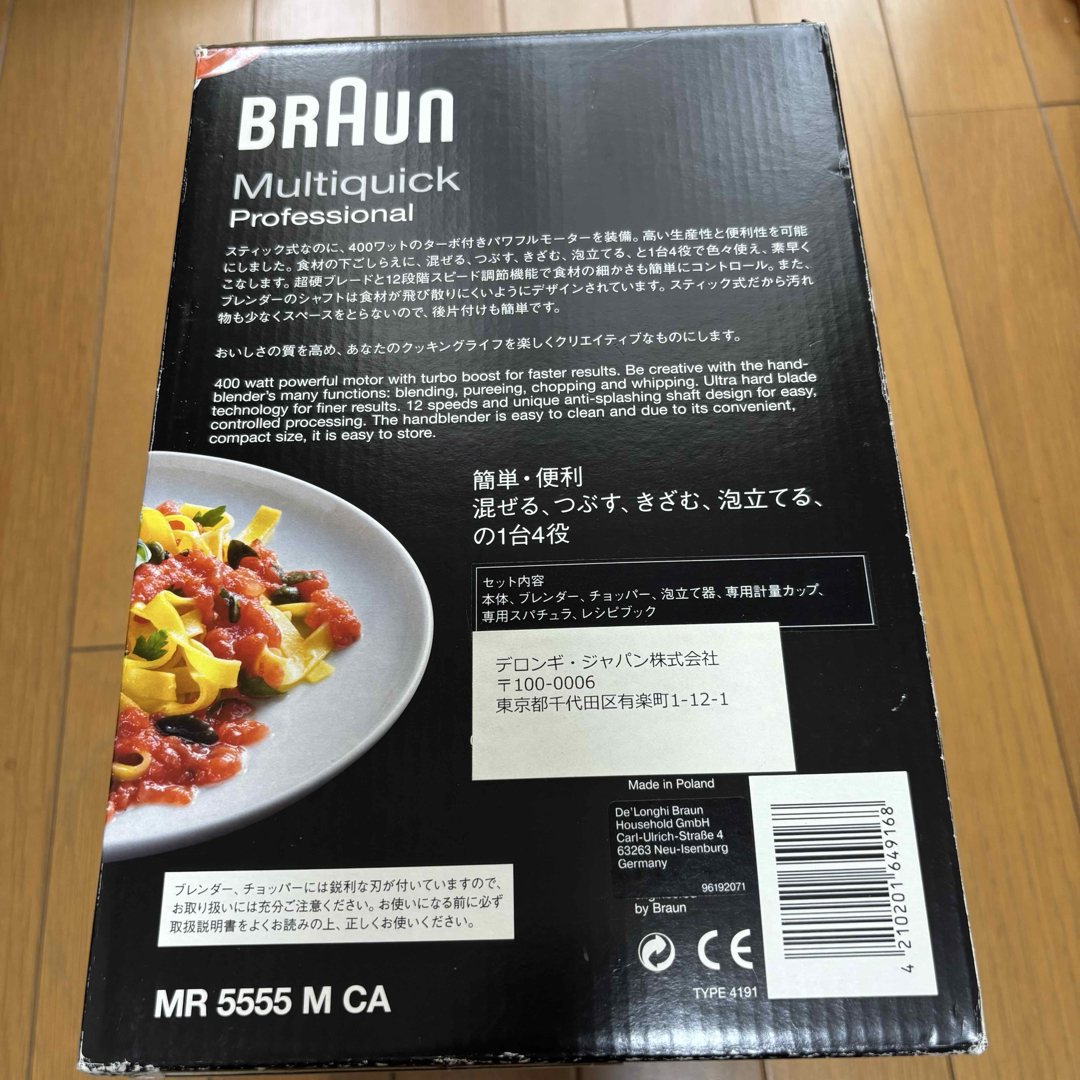 BRAUN
Multiquick
Professional
スティック式なのに、400ワットのターボ付きパワフルモーターを装備。高い生産性と便利性を可能
にしました。食材の下ごしらえに、混ぜる、つぶす、きざむ、泡立てる、と1台4役で色々使え、素早く
こなします。超硬ブレードと12段階スピード調節機能で食材の細かさも簡単にコントロール。また、
ブレンダーのシャフトは食材が飛び散りにくいようにデザインされています。スティック式だから汚れ
物も少なくスペースをとらないので、後片付けも簡単です。
おいしさの質を高め、あなたのクッキングライフを楽しくクリエイティブなものにします。
400 watt powerful motor with turbo boost for faster results. Be creative with the hand-
blender's many functions: blending, pureeing, chopping and whipping. Ultra hard blade
technology for finer results. 12 speeds and unique anti-splashing shaft design for easy,
controlled processing. The handblender is easy to clean and due to its convenient,
compact size, it is easy to store.
簡単・便利
混ぜる、つぶす、きざむ、泡立てる、
の1台4役
セット内容
本体、ブレンダー、チョッパー、泡立て器、専用計量カップ、
専用スパチュラ、レシピブック
デロンギ・ジャパン株式会社
〒100-0006
東京都千代田区有楽町1-12-1
Made in Poland
De'Longhi Braun
Household GmbH
Carl-Ulrich-Straße 4
63263 Neu-Isenburg
Germany
96192071
by Braun
CE
TYPE 4191
4 210201 649168
ブレンダー、チョッパーには鋭利な刃が付いていますので、
お取り扱いには充分ご注意ください。お使いになる前に必ず
取扱説明書をよくお読みの上、正しくお使いください。
MR 5555 M CA